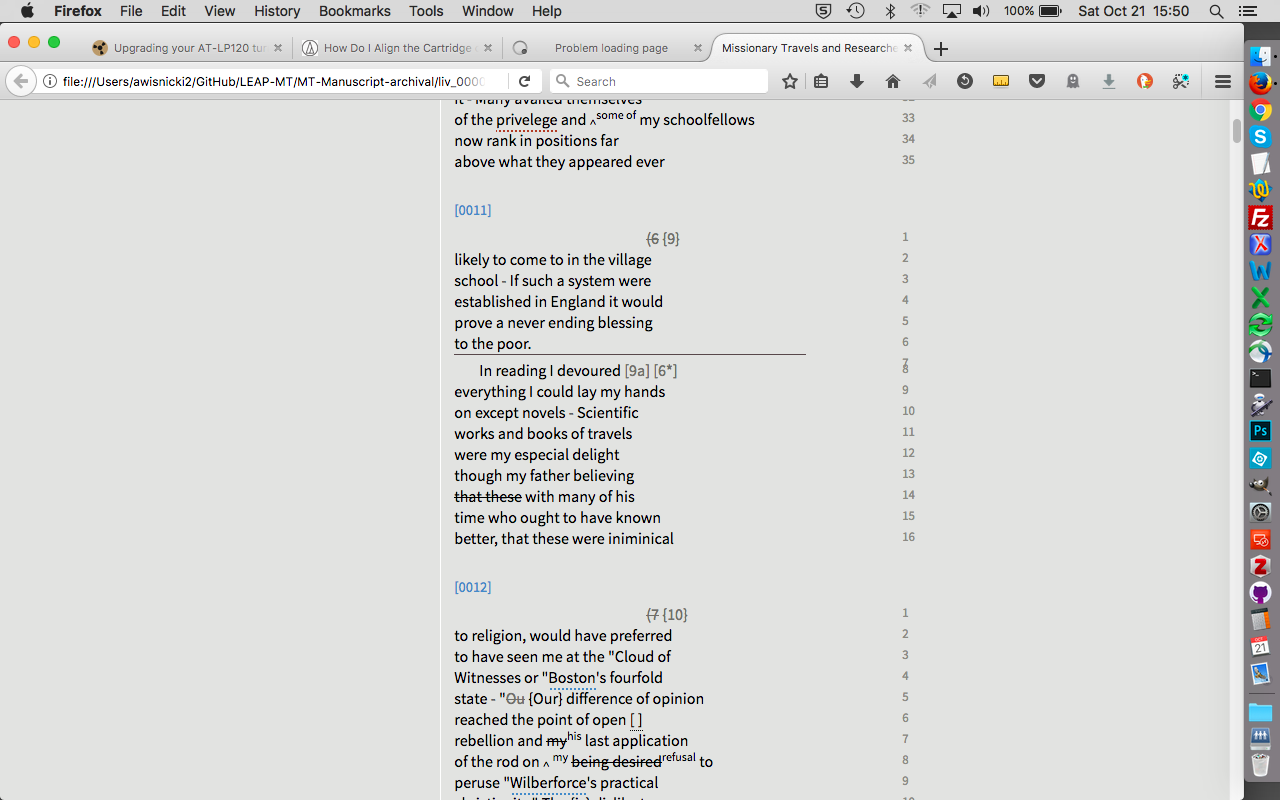 Firefox File Edit View History Bookmarks Tools Window Help 100% Sat Oct 21 15:50
Upgrading your AT-LP120 tur
How Do I Align the Cartridge
Problem loading page
Missionary Travels and Researche
file:///Users/awisnicki2/GitHub/LEAP-MT/MT-Manuscript-archival/liv_000
Search
it - Many availed themselves
of the privelege and ‸some of my schoolfellows 33
now rank in positions far 34
above what they appeared ever 35
[0011]
{6 {9} 1
likely to come to in the village 2
school - If such a system were 3
established in England it would 4
prove a never ending blessing 5
to the poor. 6
7
In reading I devoured [9a] [6*] 8
everything I could lay my hands 9
on except novels - Scientific 10
works and books of travels 11
were my especial delight 12
though my father believing 13
that these with many of his 14
time who ought to have known 15
better, that these were iniminical 16
[0012]
{7 {10} 1
to religion, would have preferred 2
to have seen me at the "Cloud of 3
Witnesses or "Boston's fourfold 4
state - "Ou {Our} difference of opinion 5
reached the point of open [ ] 6
rebellion and my his last application 7
of the rod on ‸ my being desired refusal to 8
peruse "Wilberforce's practical 9